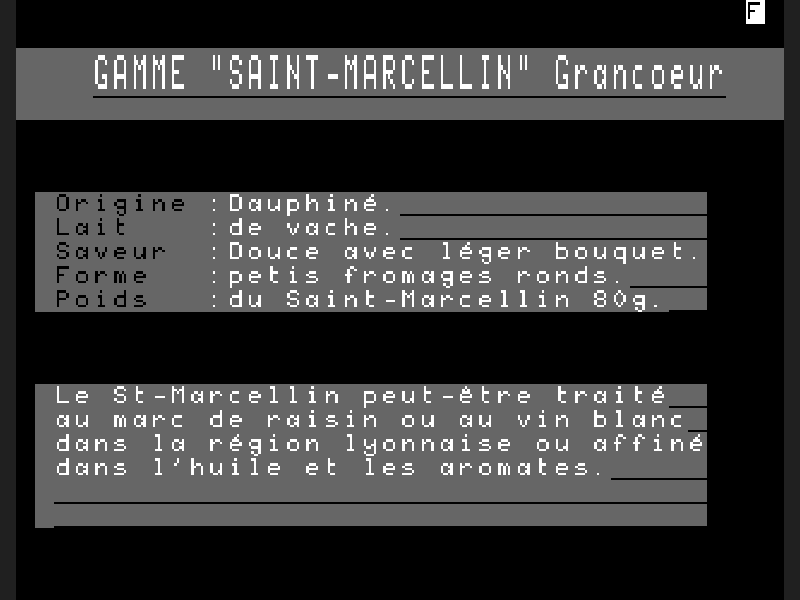 F
GAMME "SAINT-MARCELLIN" Grancoeur
Origine :Dauphiné.
Lait :de vache.
Saveur :Douce avec léger bouquet.
Forme :petis fromages ronds.
Poids :du Saint-Marcellin 80g.
Le St-Marcellin peut-être traité
au marc de raisin ou au vin blanc
dans la région lyonnaise ou affiné
dans l'huile et les aromates.